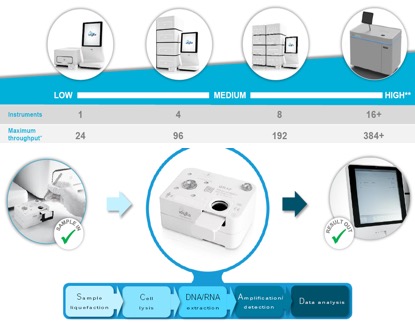 LOW MEDIUM HIGH**
Instruments 1 4 8 16+
Maximum
throughput* 24 96 192 384+
SAMPLE IN
RESULT OUT
Sample
liquefaction
Cell
lysis
DNA/RNA
extraction
Amplification/
detection
Data analysis